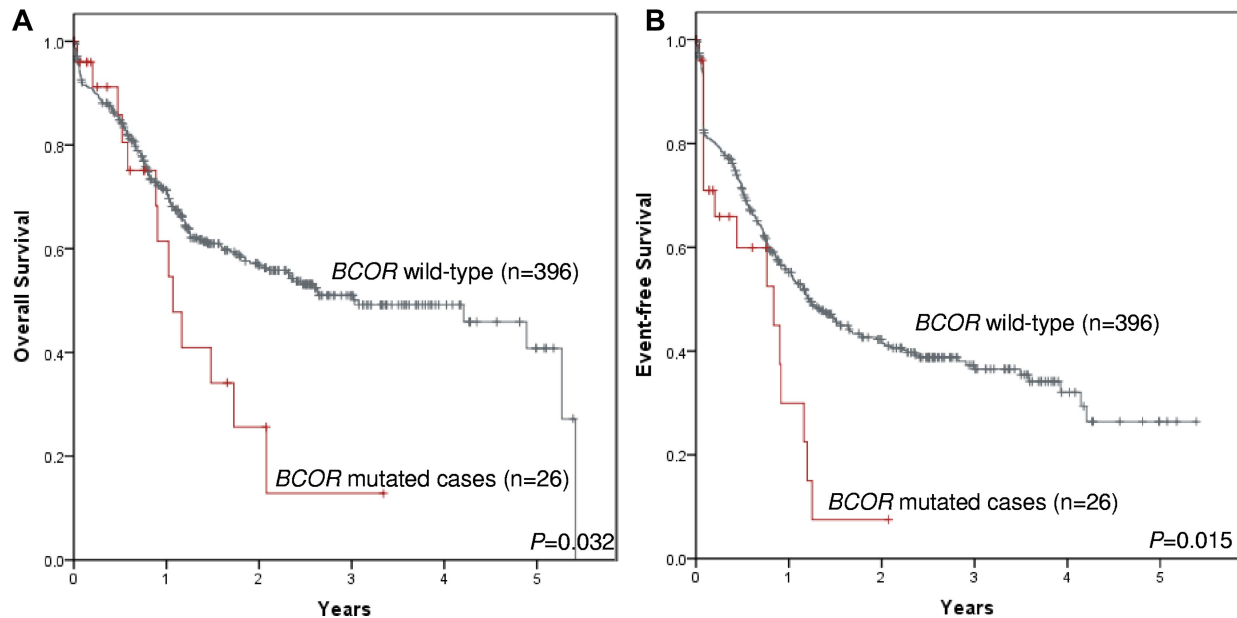 A
Overall Survival
1.0
0.8
0.6
0.4
0.2
0.0
BCOR wild-type (n=396)
BCOR mutated cases (n=26)
P=0.032
0 1 2 3 4 5
Years
B
Event-free Survival
1.0
0.8
0.6
0.4
0.2
0.0
BCOR wild-type (n=396)
BCOR mutated cases (n=26)
P=0.015
0 1 2 3 4 5
Years